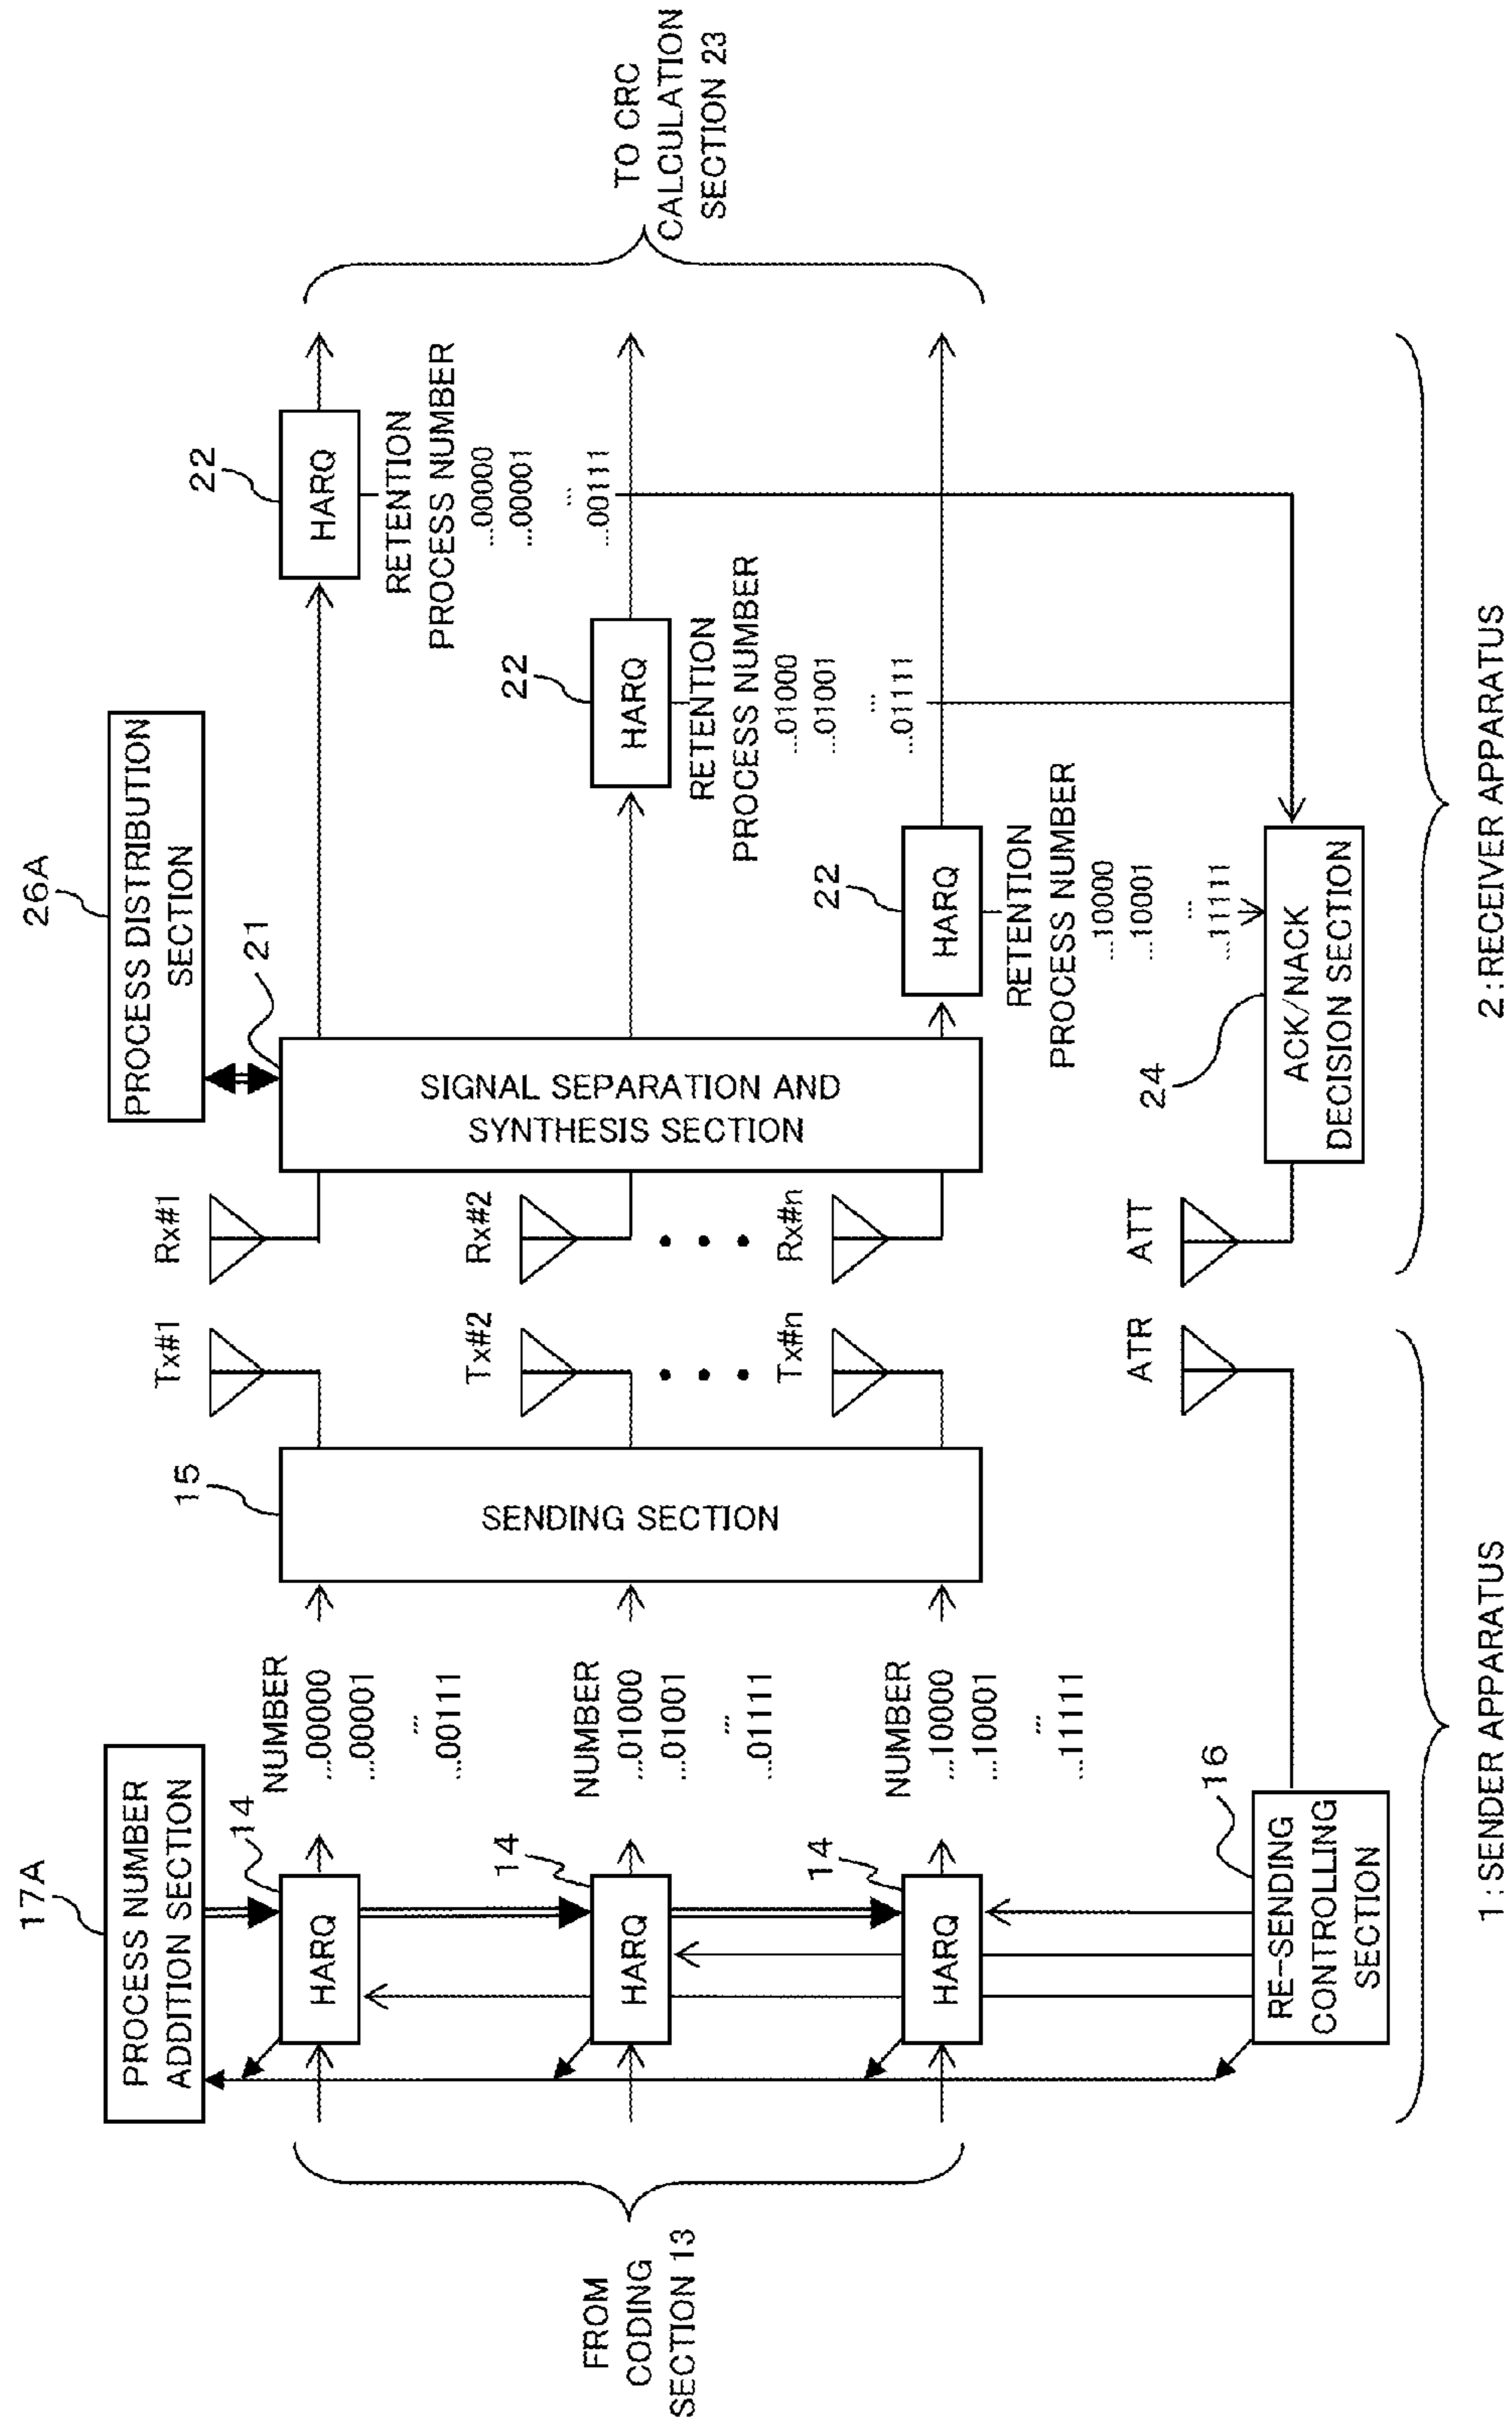 17A
PROCESS NUMBER
ADDITION SECTION
FROM
CODING
SECTION 13
14
HARQ
NUMBER
...00000
...00001
...
...00111
14
HARQ
NUMBER
...01000
...01001
...
...01111
14
HARQ
NUMBER
...10000
...10001
...
...11111
16
RE-SENDING
CONTROLLING
SECTION
15
SENDING SECTION
Tx#1
Tx#2
Tx#n
ATR
1:SENDER APPARATUS
Rx#1
Rx#2
Rx#n
ATT
26A
PROCESS DISTRIBUTION
SECTION
21
SIGNAL SEPARATION AND
SYNTHESIS SECTION
22
HARQ
RETENTION
PROCESS NUMBER
...00000
...00001
...
...00111
22
HARQ
RETENTION
PROCESS NUMBER
...01000
...01001
...
...01111
22
HARQ
RETENTION
PROCESS NUMBER
...10000
...10001
...
...11111
24
ACK/NACK
DECISION SECTION
TO CRC
CALCULATION
SECTION 23
2:RECEIVER APPARATUS